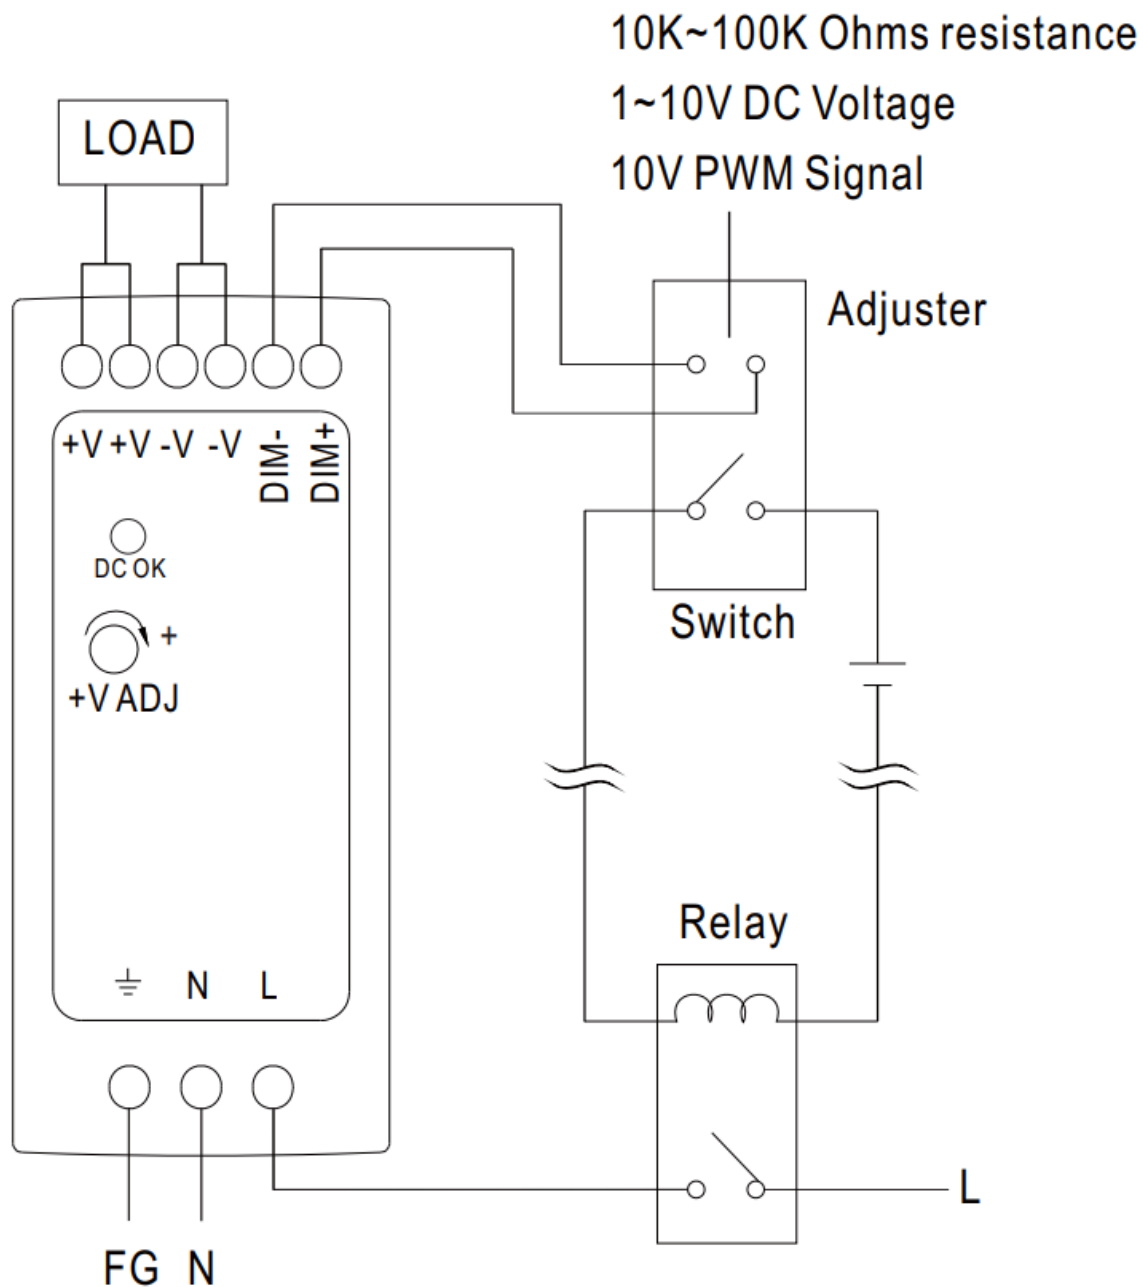 10K~100K Ohms resistance
1~10V DC Voltage
10V PWM Signal
LOAD
Adjuster
+V +V -V -V DIM- DIM+
DC OK
+
+V ADJ
Switch
Relay
N L
L
FG N